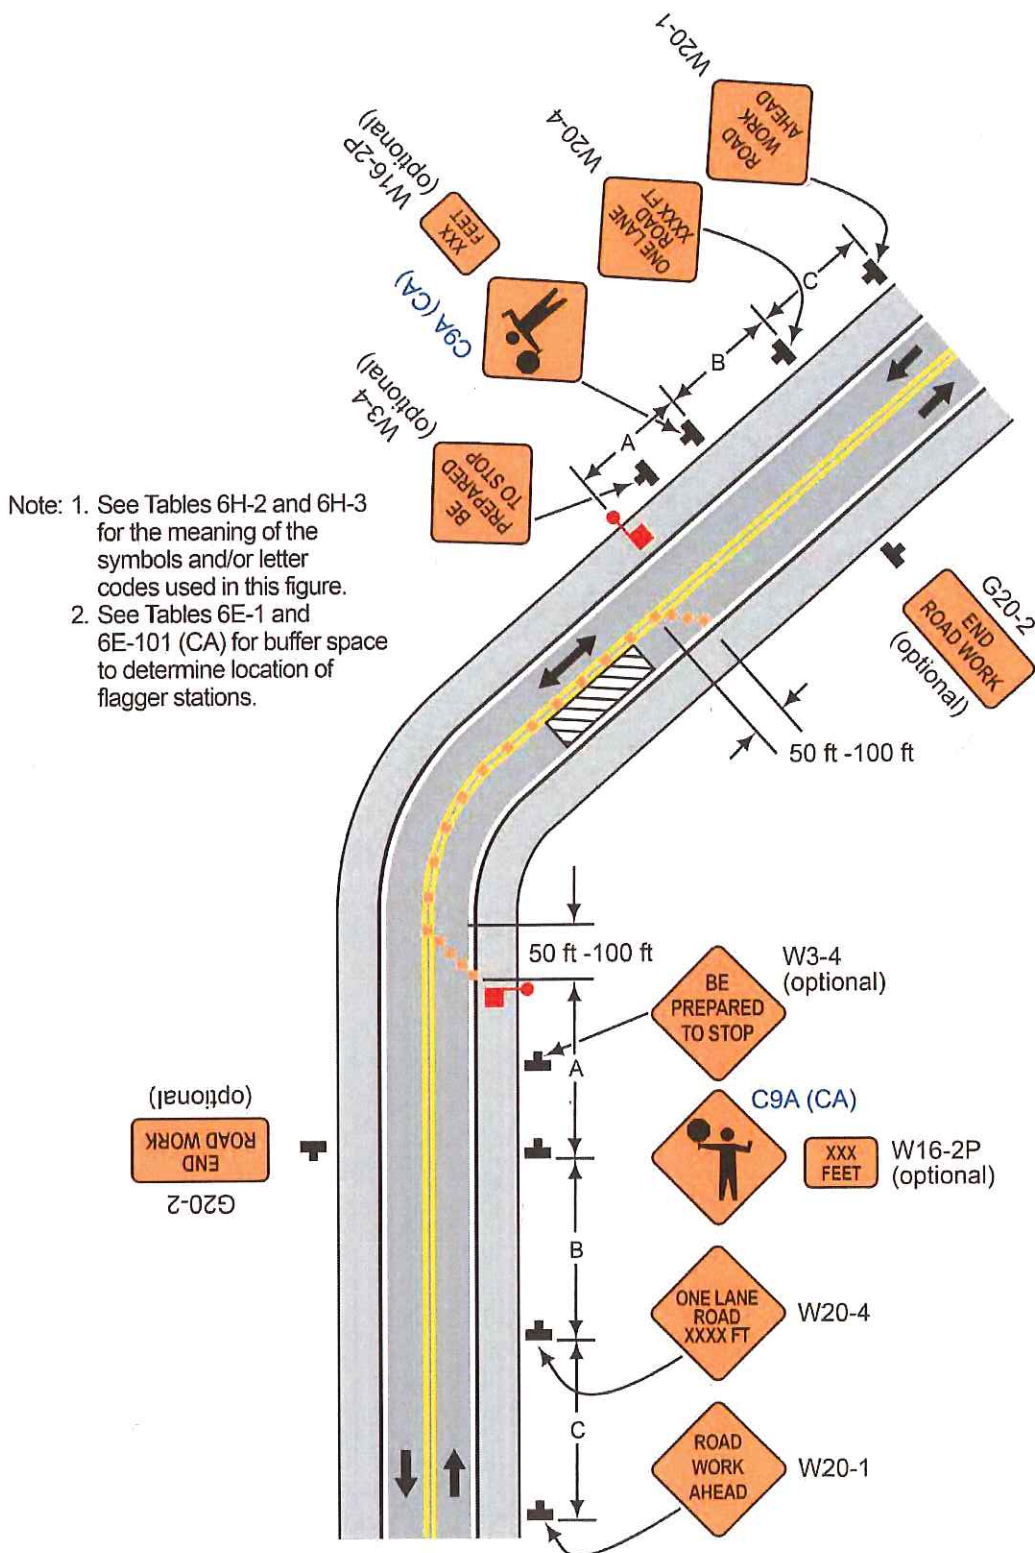 W20-1
ROAD
WORK
AHEAD
W20-4
ONE LANE
ROAD
XXXX FT
W16-2P
(optional)
XXX
FEET
C9A (CA)
W3-4
(optional)
BE
PREPARED
TO STOP
C
B
A
Note: 1. See Tables 6H-2 and 6H-3
for the meaning of the
symbols and/or letter
codes used in this figure.
2. See Tables 6E-1 and
6E-101 (CA) for buffer space
to determine location of
flagger stations.
G20-2
END
ROAD WORK
(optional)
50 ft -100 ft
50 ft -100 ft
BE
PREPARED
TO STOP
W3-4
(optional)
A
C9A (CA)
XXX
FEET
W16-2P
(optional)
G20-2
END
ROAD WORK
(optional)
B
ONE LANE
ROAD
XXXX FT
W20-4
C
ROAD
WORK
AHEAD
W20-1